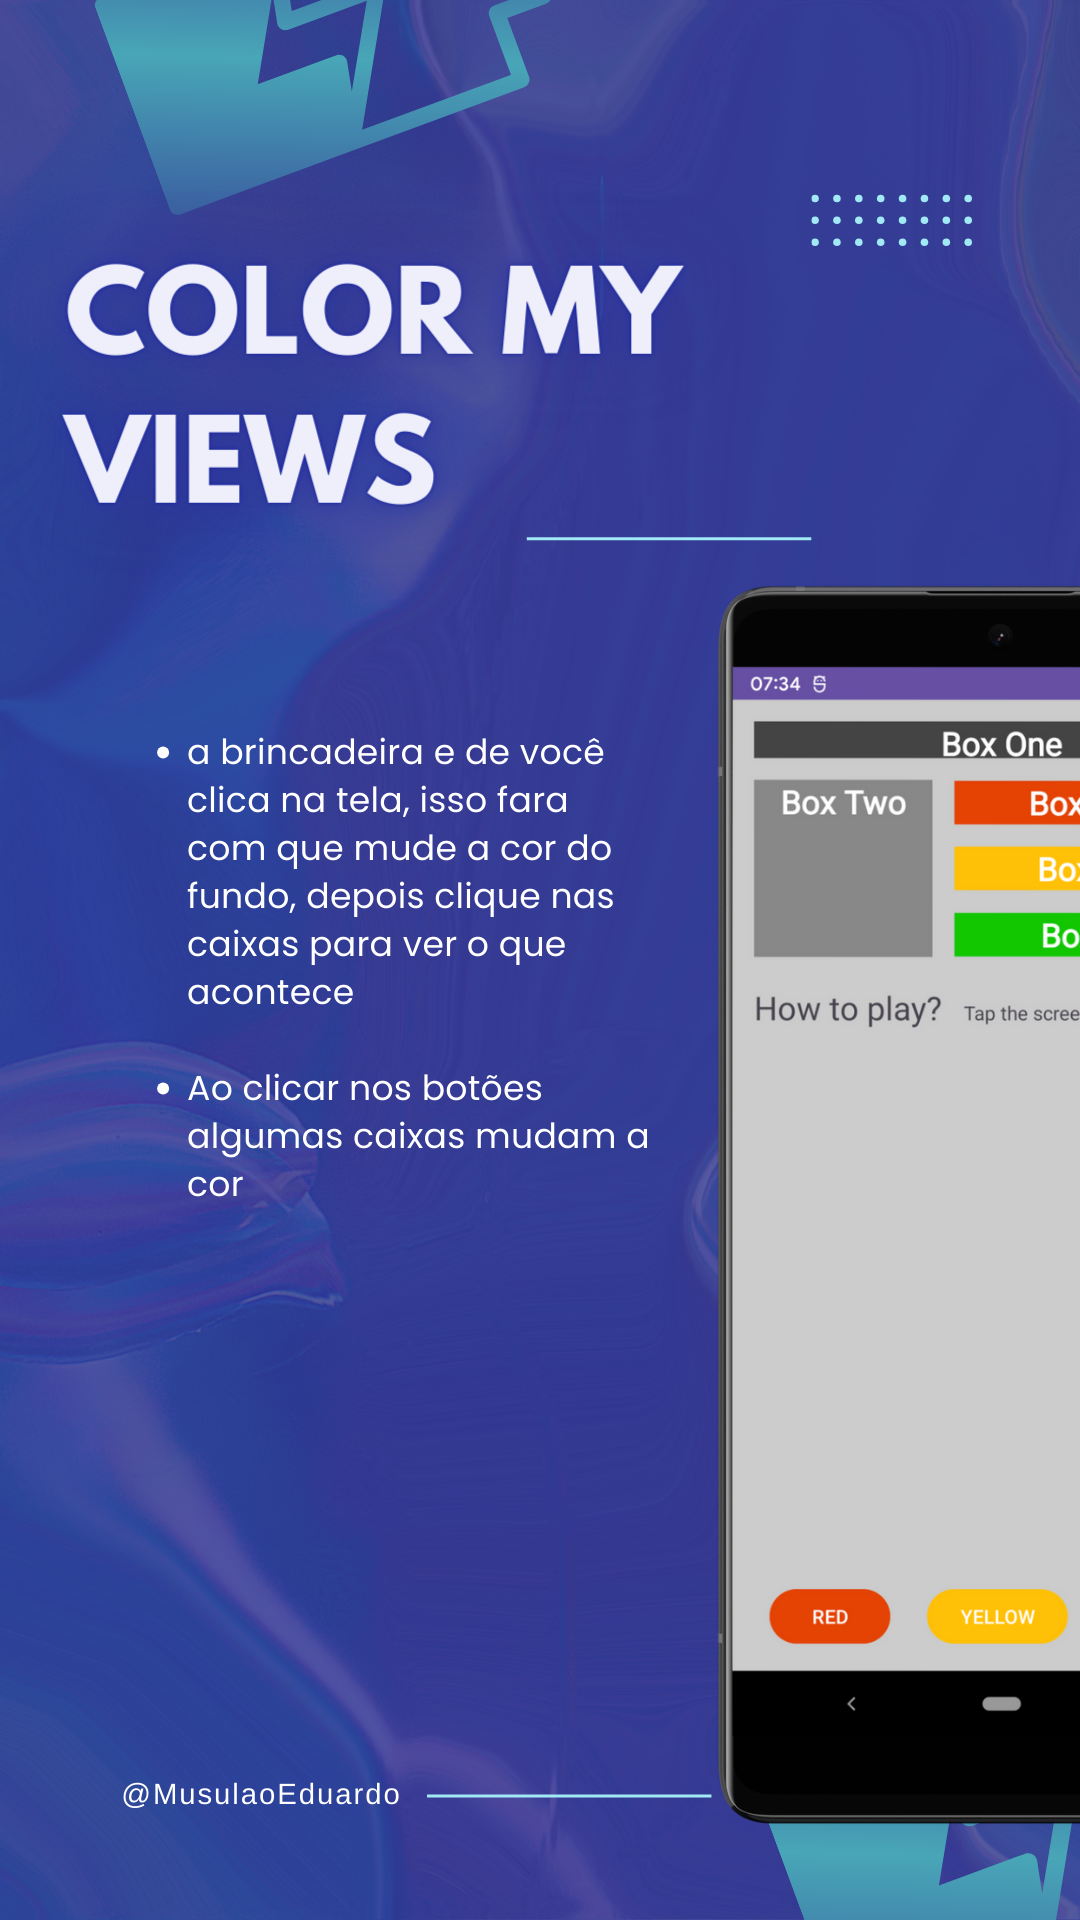 COLOR MY
VIEWS
• a brincadeira e de você
clica na tela, isso fara
com que mude a cor do
fundo, depois clique nas
caixas para ver o que
acontece
• Ao clicar nos botões
algumas caixas mudam a
cor
07:34
Box One
Box Two
Box
Box
Bo
How to play? Tap the scree
RED YELLOW
@MusulaoEduardo